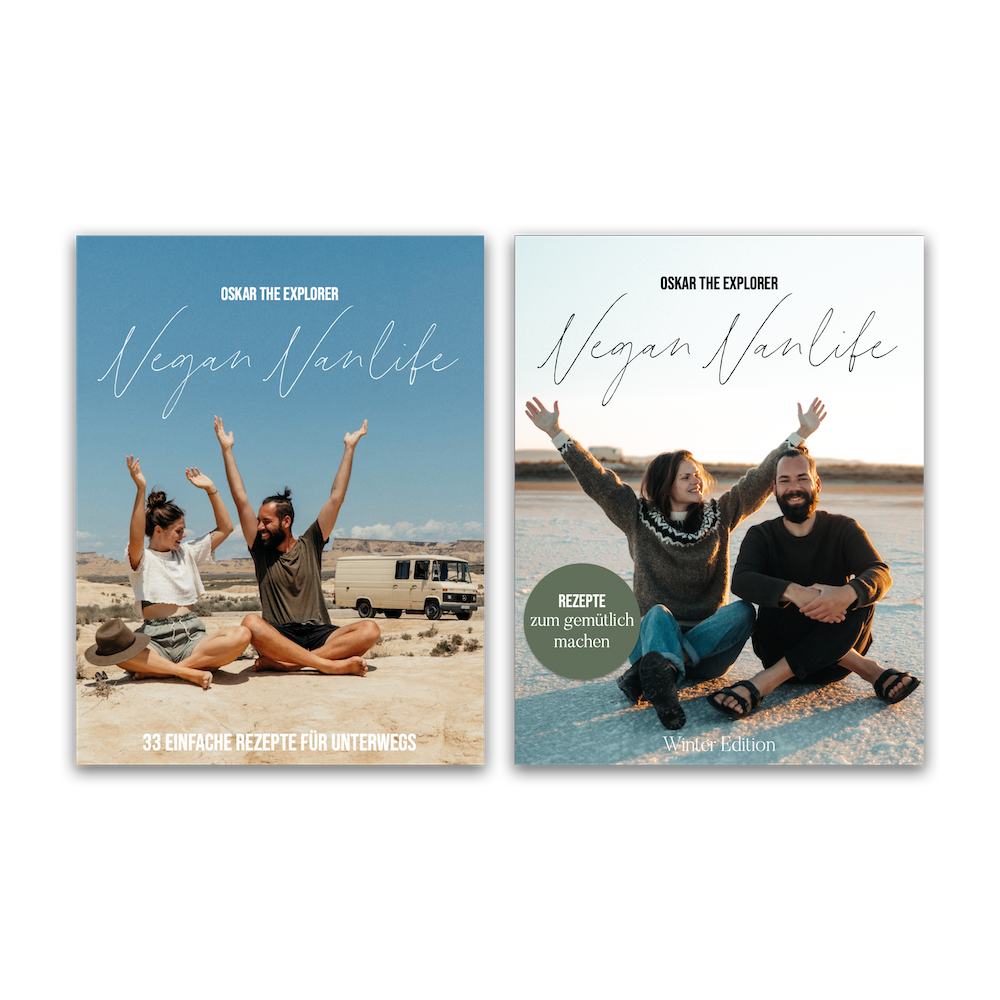 OSKAR THE EXPLORER
Vegan Vanlife
33 EINFACHE REZEPTE FÜR UNTERWEGS
OSKAR THE EXPLORER
Vegan Vanlife
REZEPTE
zum gemütlich
machen
Winter Edition